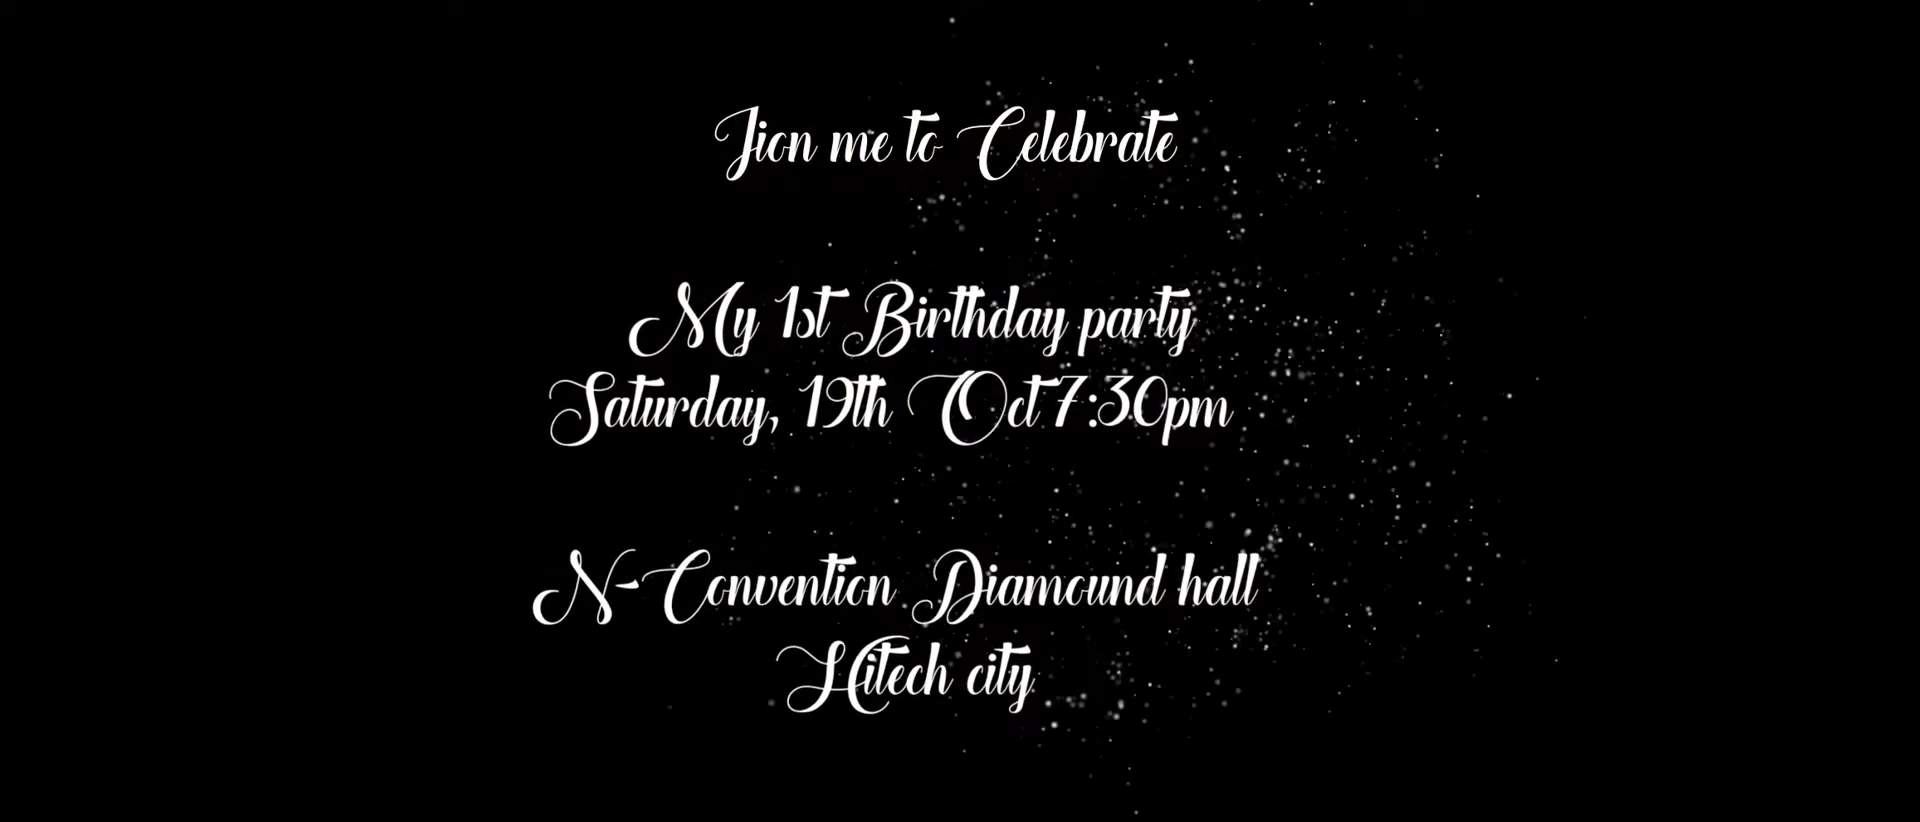 Jion me to Celebrate
My 1st Birthday party
Saturday, 19th Oct 7:30pm
N-Convention Diamound hall
Hitech city